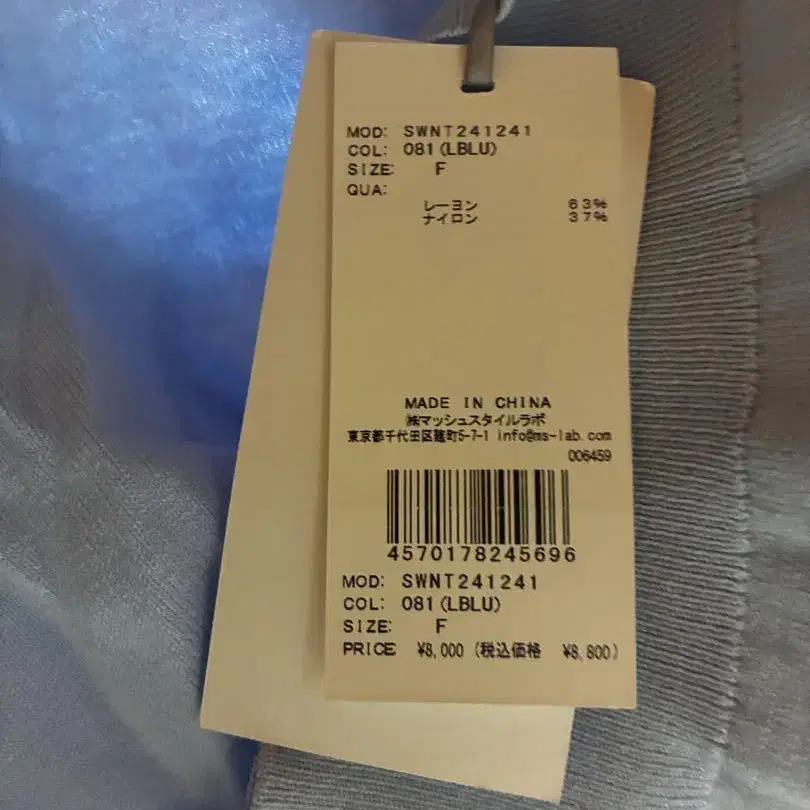 MOD: SWNT241241
COL: 081(LBLU)
SIZE: F
QUA:
レーヨン 63%
ナイロン 37%
MADE IN CHINA
㈱マッシュスタイルラボ
東京都千代田区麹町5-7-1 info@ms-lab.com
006459
4570178245696
MOD: SWNT241241
COL: 081(LBLU)
SIZE: F
PRICE ¥8,000 (税込価格 ¥8,800)